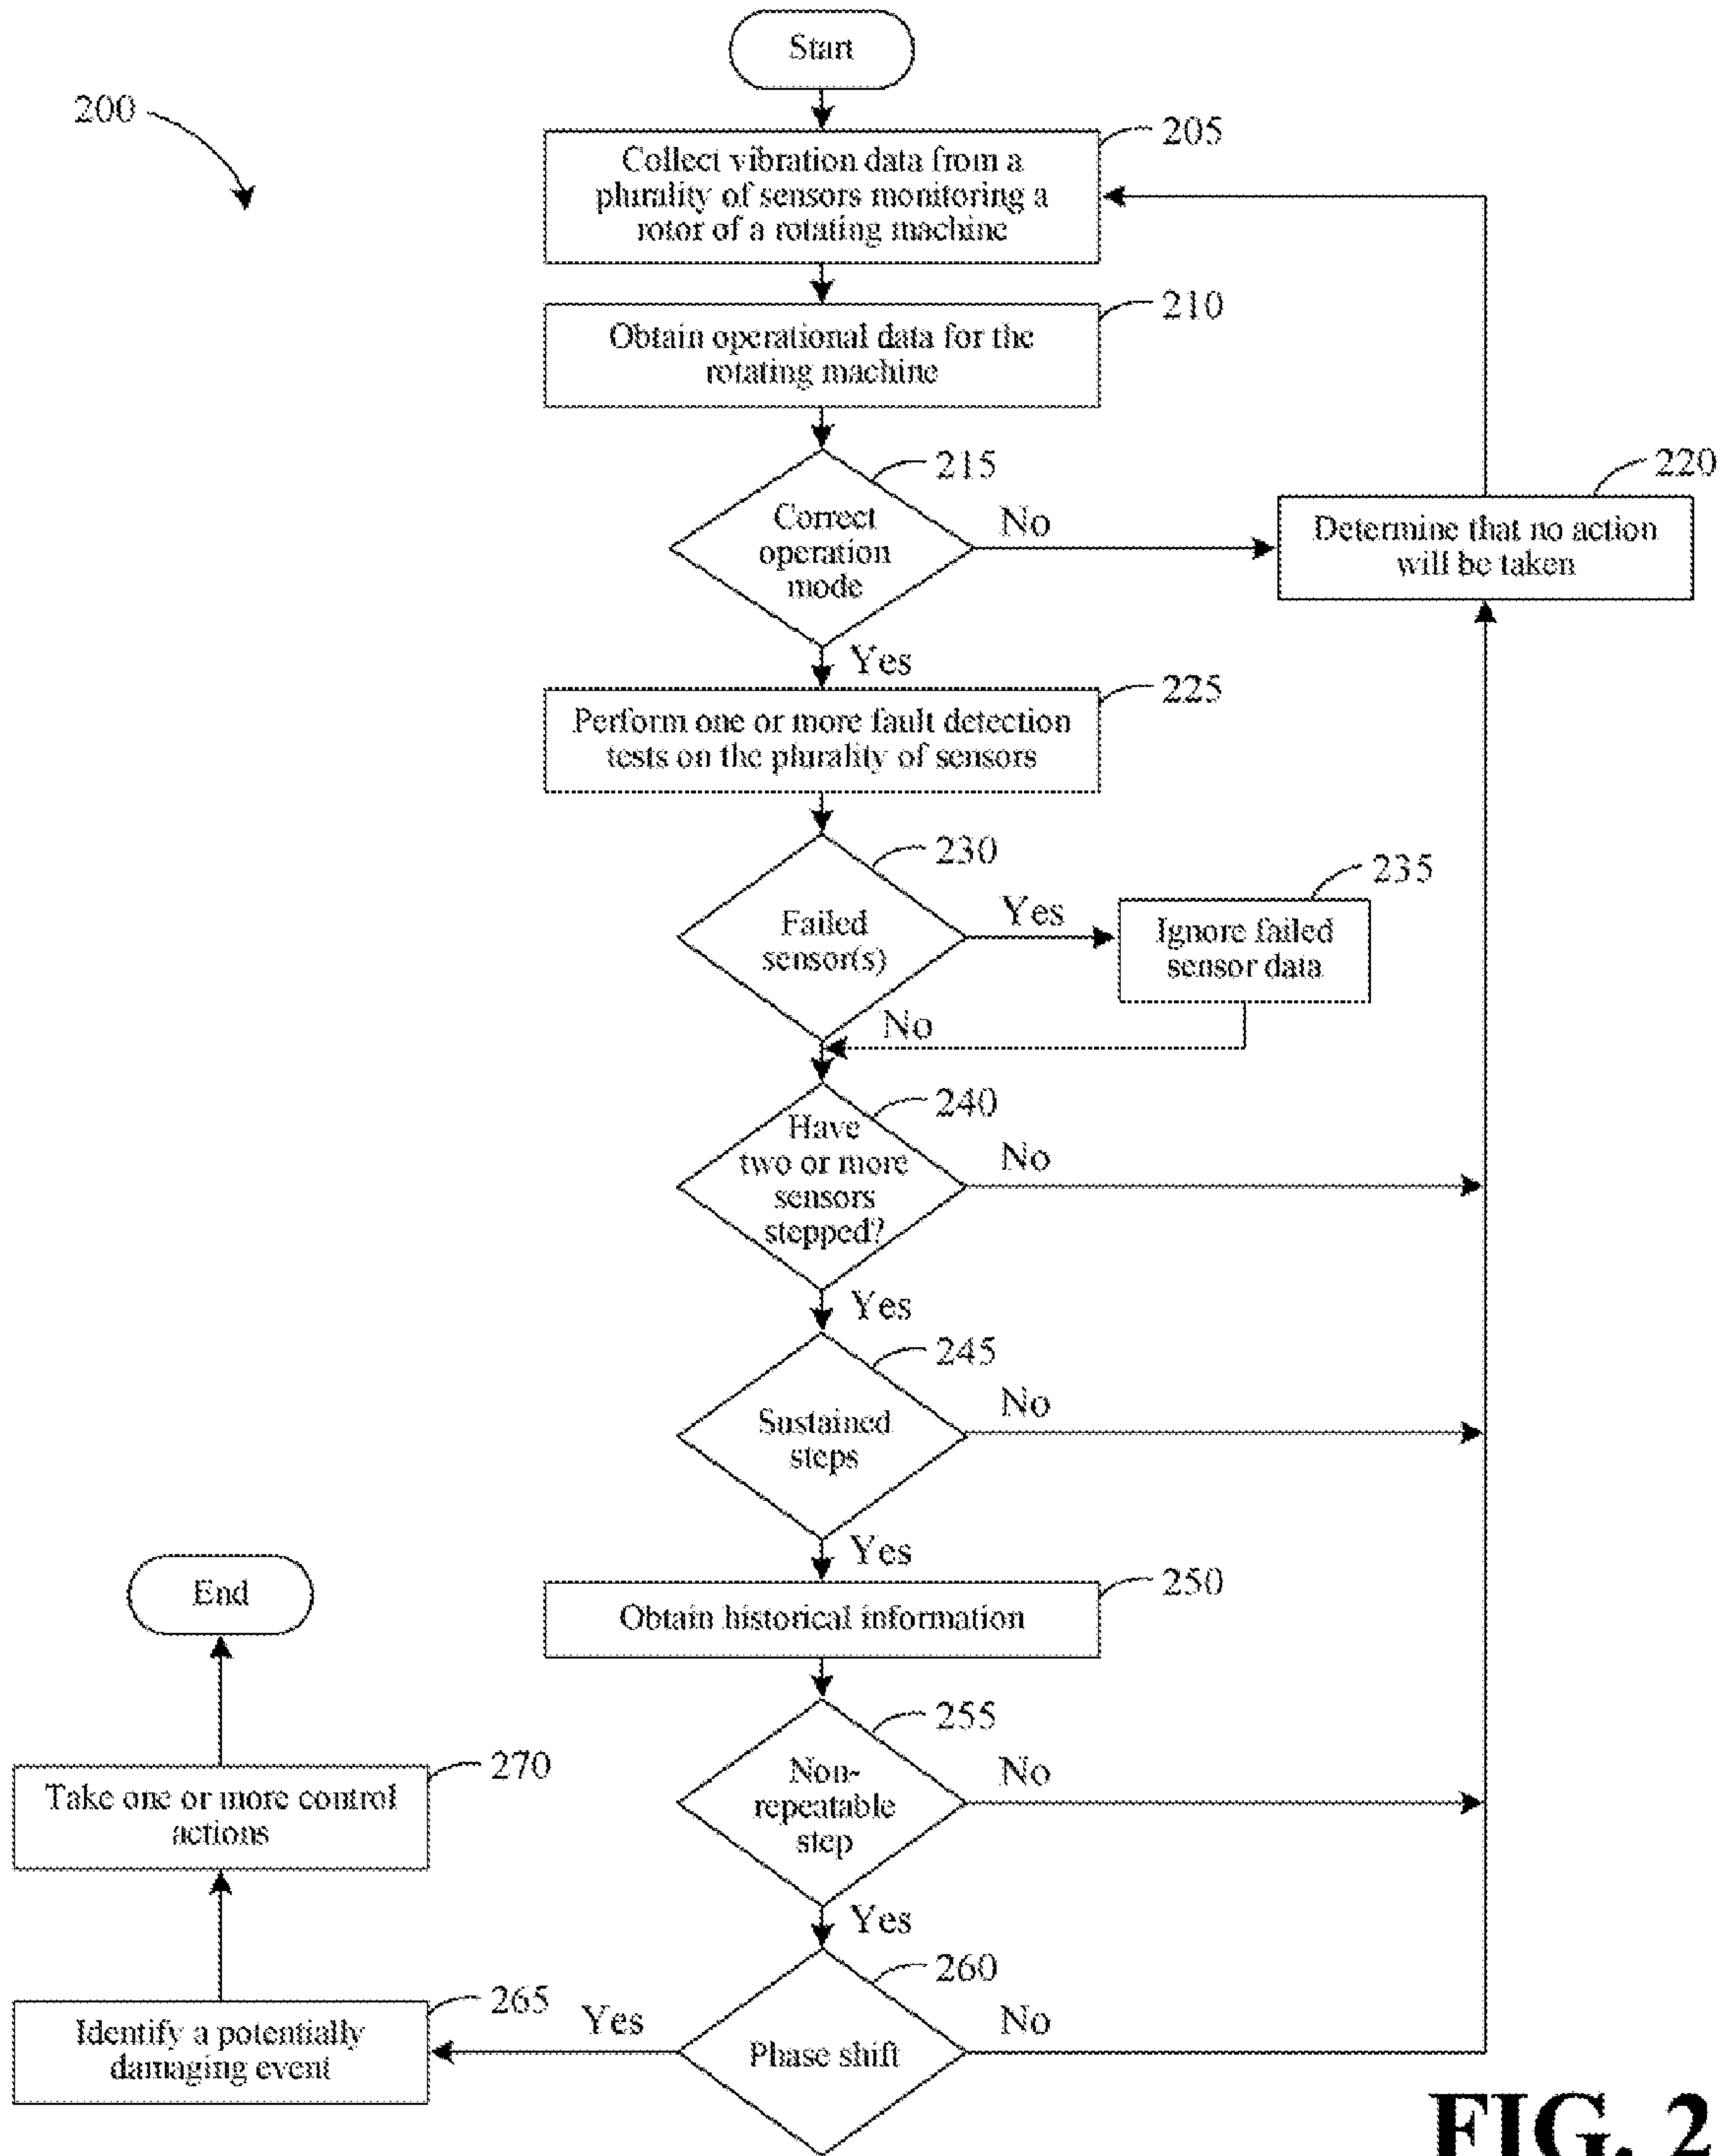 Start
200
205
Collect vibration data from a
plurality of sensors monitoring a
rotor of a rotating machine
210
Obtain operational data for the
rotating machine
215
Correct
operation
mode
No
220
Determine that no action
will be taken
Yes
225
Perform one or more fault detection
tests on the plurality of sensors
230
Failed
sensor(s)
Yes
235
Ignore failed
sensor data
No
240
Have
two or more
sensors
stepped?
No
Yes
245
Sustained
steps
No
Yes
250
Obtain historical information
End
255
Non-
repeatable
step
No
270
Take one or more control
actions
Yes
260
Phase shift
No
Yes
265
Identify a potentially
damaging event
FIG. 2